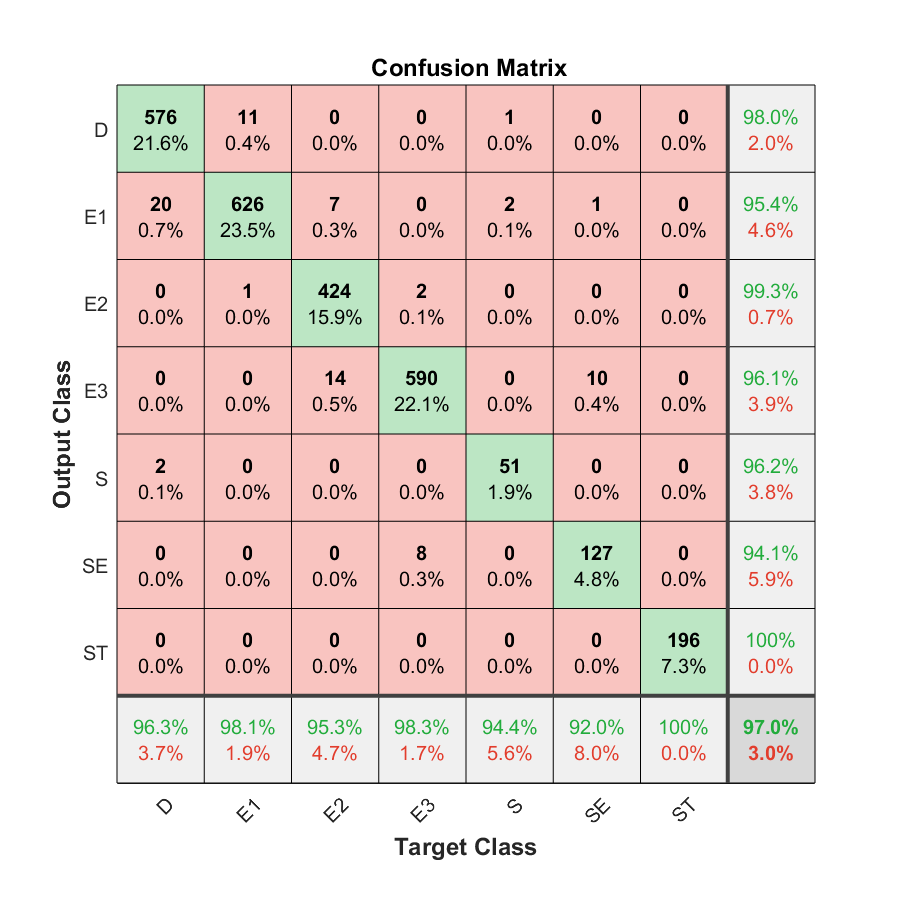 Confusion Matrix
D 576 11 0 0 1 0 0 98.0%
21.6% 0.4% 0.0% 0.0% 0.0% 0.0% 0.0% 2.0%
E1 20 626 7 0 2 1 0 95.4%
0.7% 23.5% 0.3% 0.0% 0.1% 0.0% 0.0% 4.6%
E2 0 1 424 2 0 0 0 99.3%
0.0% 0.0% 15.9% 0.1% 0.0% 0.0% 0.0% 0.7%
E3 0 0 14 590 0 10 0 96.1%
0.0% 0.0% 0.5% 22.1% 0.0% 0.4% 0.0% 3.9%
S 2 0 0 0 51 0 0 96.2%
0.1% 0.0% 0.0% 0.0% 1.9% 0.0% 0.0% 3.8%
SE 0 0 0 8 0 127 0 94.1%
0.0% 0.0% 0.0% 0.3% 0.0% 4.8% 0.0% 5.9%
ST 0 0 0 0 0 0 196 100%
0.0% 0.0% 0.0% 0.0% 0.0% 0.0% 7.3% 0.0%
96.3% 98.1% 95.3% 98.3% 94.4% 92.0% 100% 97.0%
3.7% 1.9% 4.7% 1.7% 5.6% 8.0% 0.0% 3.0%
D E1 E2 E3 S SE ST
Target Class
Output Class